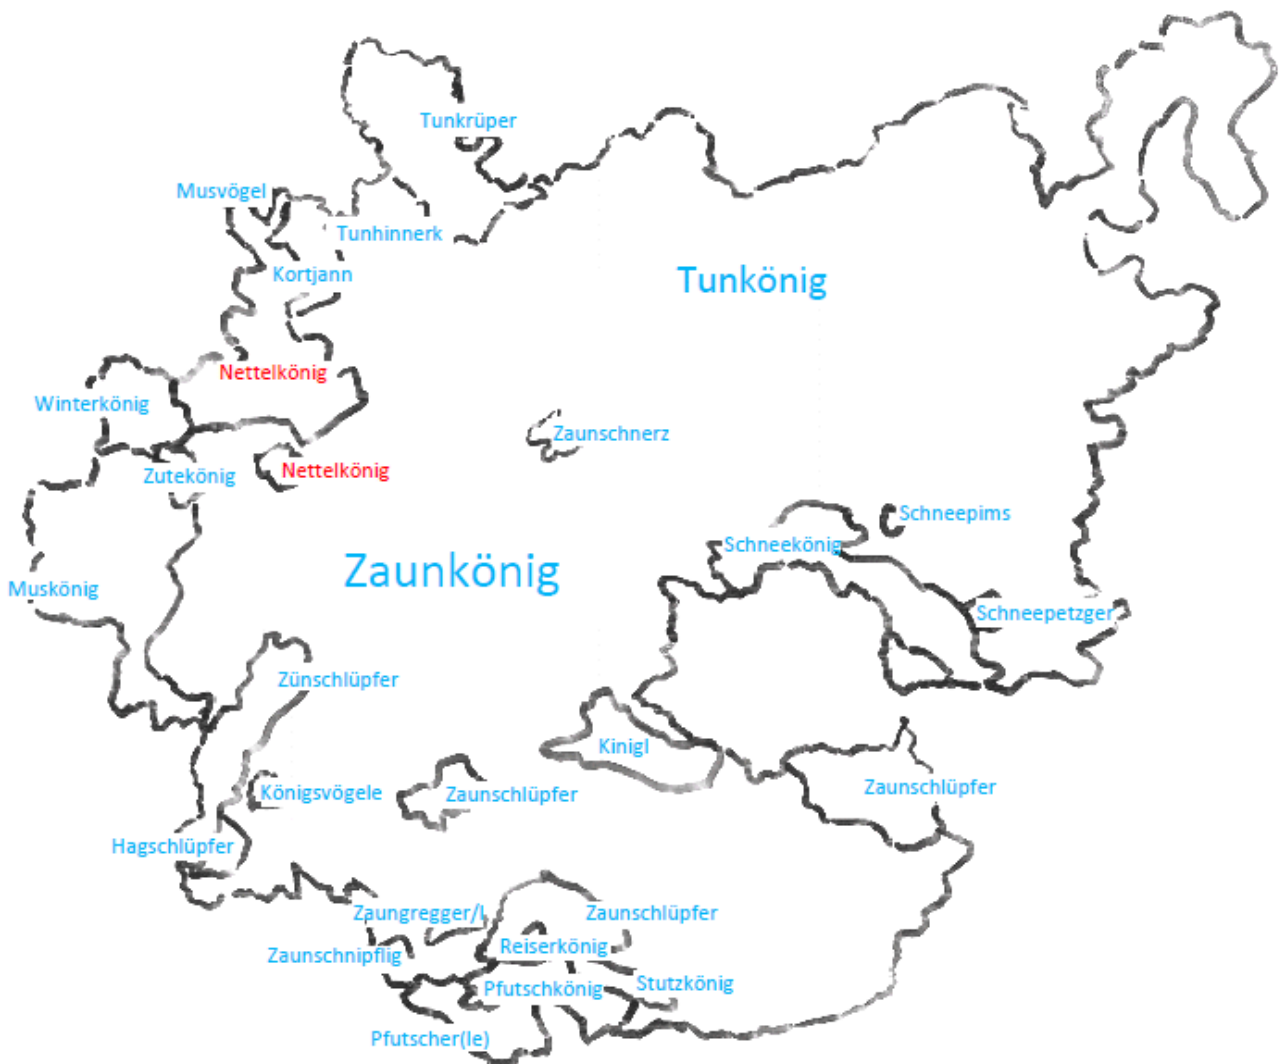 Tunkrüper
Musvögel
Tunhinnerk
Kortjann
Tunkönig
Nettelkönig
Winterkönig
Zaunschnerz
Nettelkönig
Zutekönig
Schneepims
Schneekönig
Zaunkönig
Muskönig
Schneepetzger
Zünschlüpfer
Kinigl
Zaunschlüpfer
Königsvögele
Zaunschlüpfer
Hagschlüpfer
Zaungregger/l
Zaunschlüpfer
Reiserkönig
Zaunschnipflig
Stutzkönig
Pfutschkönig
Pfutscher(le)